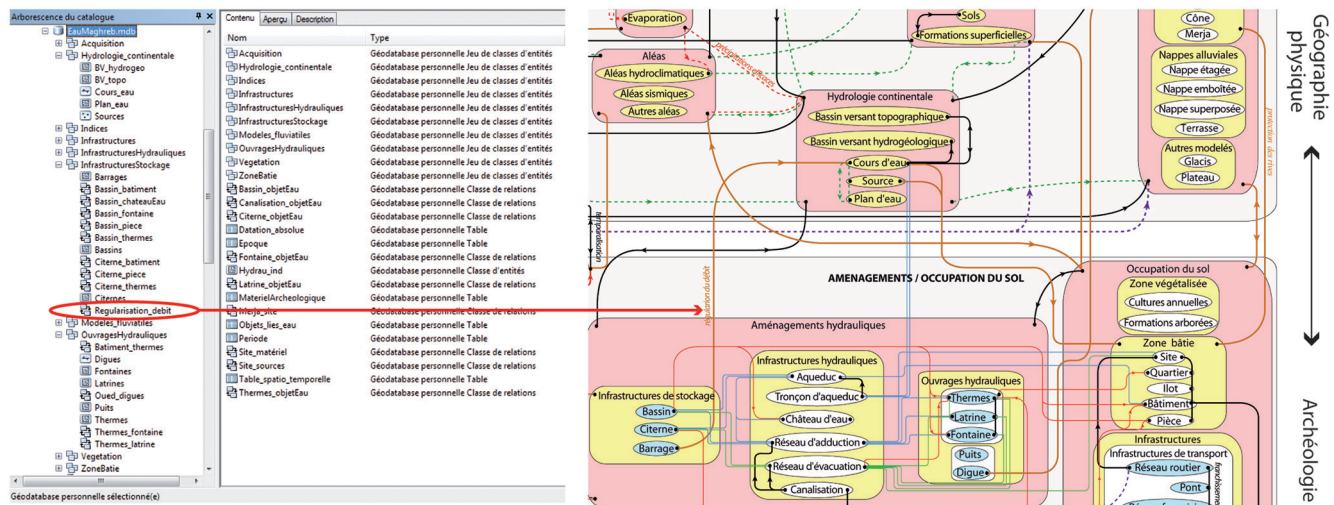 Arborescence du catalogue
EauMaghreb.mdb
Acquisition
Hydrologie_continentale
BV_hydrogeo
BV_topo
Cours_eau
Plan_eau
Sources
Indices
Infrastructures
InfrastructuresHydrauliques
InfrastructuresStockage
Barrages
Bassin_batiment
Bassin_chateauEau
Bassin_fontaine
Bassin_piece
Bassin_thermes
Bassins
Citerne_batiment
Citerne_piece
Citerne_thermes
Citernes
Regularisation_debit
Modeles_fluviatiles
OuvragesHydrauliques
Batiment_thermes
Digues
Fontaines
Latrines
Oued_digues
Puits
Thermes
Thermes_fontaine
Thermes_latrine
Vegetation
ZoneBatie
Géodatabase personnelle sélectionné(e)
Contenu Aperçu Description
Nom Type
Acquisition Géodatabase personnelle Jeu de classes d'entités
Hydrologie_continentale Géodatabase personnelle Jeu de classes d'entités
Indices Géodatabase personnelle Jeu de classes d'entités
Infrastructures Géodatabase personnelle Jeu de classes d'entités
InfrastructuresHydrauliques Géodatabase personnelle Jeu de classes d'entités
InfrastructuresStockage Géodatabase personnelle Jeu de classes d'entités
Modeles_fluviatiles Géodatabase personnelle Jeu de classes d'entités
OuvragesHydrauliques Géodatabase personnelle Jeu de classes d'entités
Vegetation Géodatabase personnelle Jeu de classes d'entités
ZoneBatie Géodatabase personnelle Jeu de classes d'entités
Bassin_objetEau Géodatabase personnelle Classe de relations
Canalisation_objetEau Géodatabase personnelle Classe de relations
Citerne_objetEau Géodatabase personnelle Classe de relations
Datation_absolue Géodatabase personnelle Table
Epoque Géodatabase personnelle Table
Fontaine_objetEau Géodatabase personnelle Classe de relations
Hydrau_ind Géodatabase personnelle Classe d'entités
Latrine_objetEau Géodatabase personnelle Classe de relations
MaterielArcheologique Géodatabase personnelle Table
Merja_site Géodatabase personnelle Classe de relations
Objets_lies_eau Géodatabase personnelle Table
Periode Géodatabase personnelle Table
Site_matériel Géodatabase personnelle Classe de relations
Site_sources Géodatabase personnelle Classe de relations
Table_spatio_temporelle Géodatabase personnelle Table
Thermes_objetEau Géodatabase personnelle Classe de relations
Evaporation
précipitations efficaces
Aléas
Aléas hydroclimatiques
Aléas sismiques
Autres aléas
Sols
Formations superficielles
Hydrologie continentale
Bassin versant topographique
Bassin versant hydrogéologique
Cours d'eau
Source
Plan d'eau
Cône
Merja
Nappes alluviales
Nappe étagée
Nappe emboitée
Nappe superposée
Terrasse
Autres modelés
Glacis
Plateau
protection des rives
temporalisation
régulation du débit
AMENAGEMENTS / OCCUPATION DU SOL
Aménagements hydrauliques
Infrastructures de stockage
Bassin
Citerne
Barrage
Infrastructures hydrauliques
Aqueduc
Tronçon d'aqueduc
Château d'eau
Réseau d'adduction
Réseau d'évacuation
Canalisation
Ouvrages hydrauliques
Thermes
Latrine
Fontaine
Puits
Digue
Occupation du sol
Zone végétalisée
Cultures annuelles
Formations arborées
Zone bâtie
Site
Quartier
Ilot
Bâtiment
Pièce
Infrastructures
Infrastructures de transport
Réseau routier
Pont
Géographie
physique
Archéologie